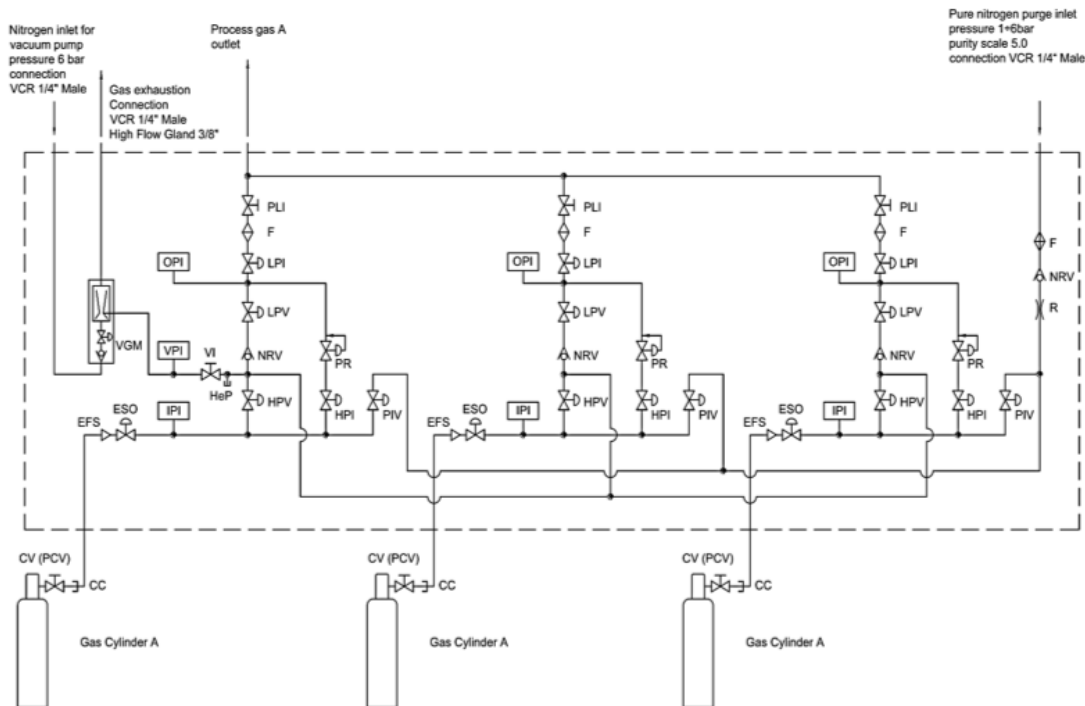 Nitrogen inlet for
vacuum pump
pressure 6 bar
connection
VCR 1/4" Male
Gas exhaustion
Connection
VCR 1/4" Male
High Flow Gland 3/8"
Process gas A
outlet
Pure nitrogen purge inlet
pressure 1÷6bar
purity scale 5.0
connection VCR 1/4" Male
PLI
PLI
PLI
F
F
F
F
OPI
LPI
OPI
LPI
OPI
LPI
NRV
LPV
LPV
LPV
R
VGM
VPI
VI
NRV
PR
NRV
PR
NRV
PR
HeP
EFS
ESO
IPI
HPV
HPI
PIV
EFS
ESO
IPI
HPV
HPI
PIV
EFS
ESO
IPI
HPV
HPI
PIV
CV (PCV)
CC
CV (PCV)
CC
CV (PCV)
CC
Gas Cylinder A
Gas Cylinder A
Gas Cylinder A